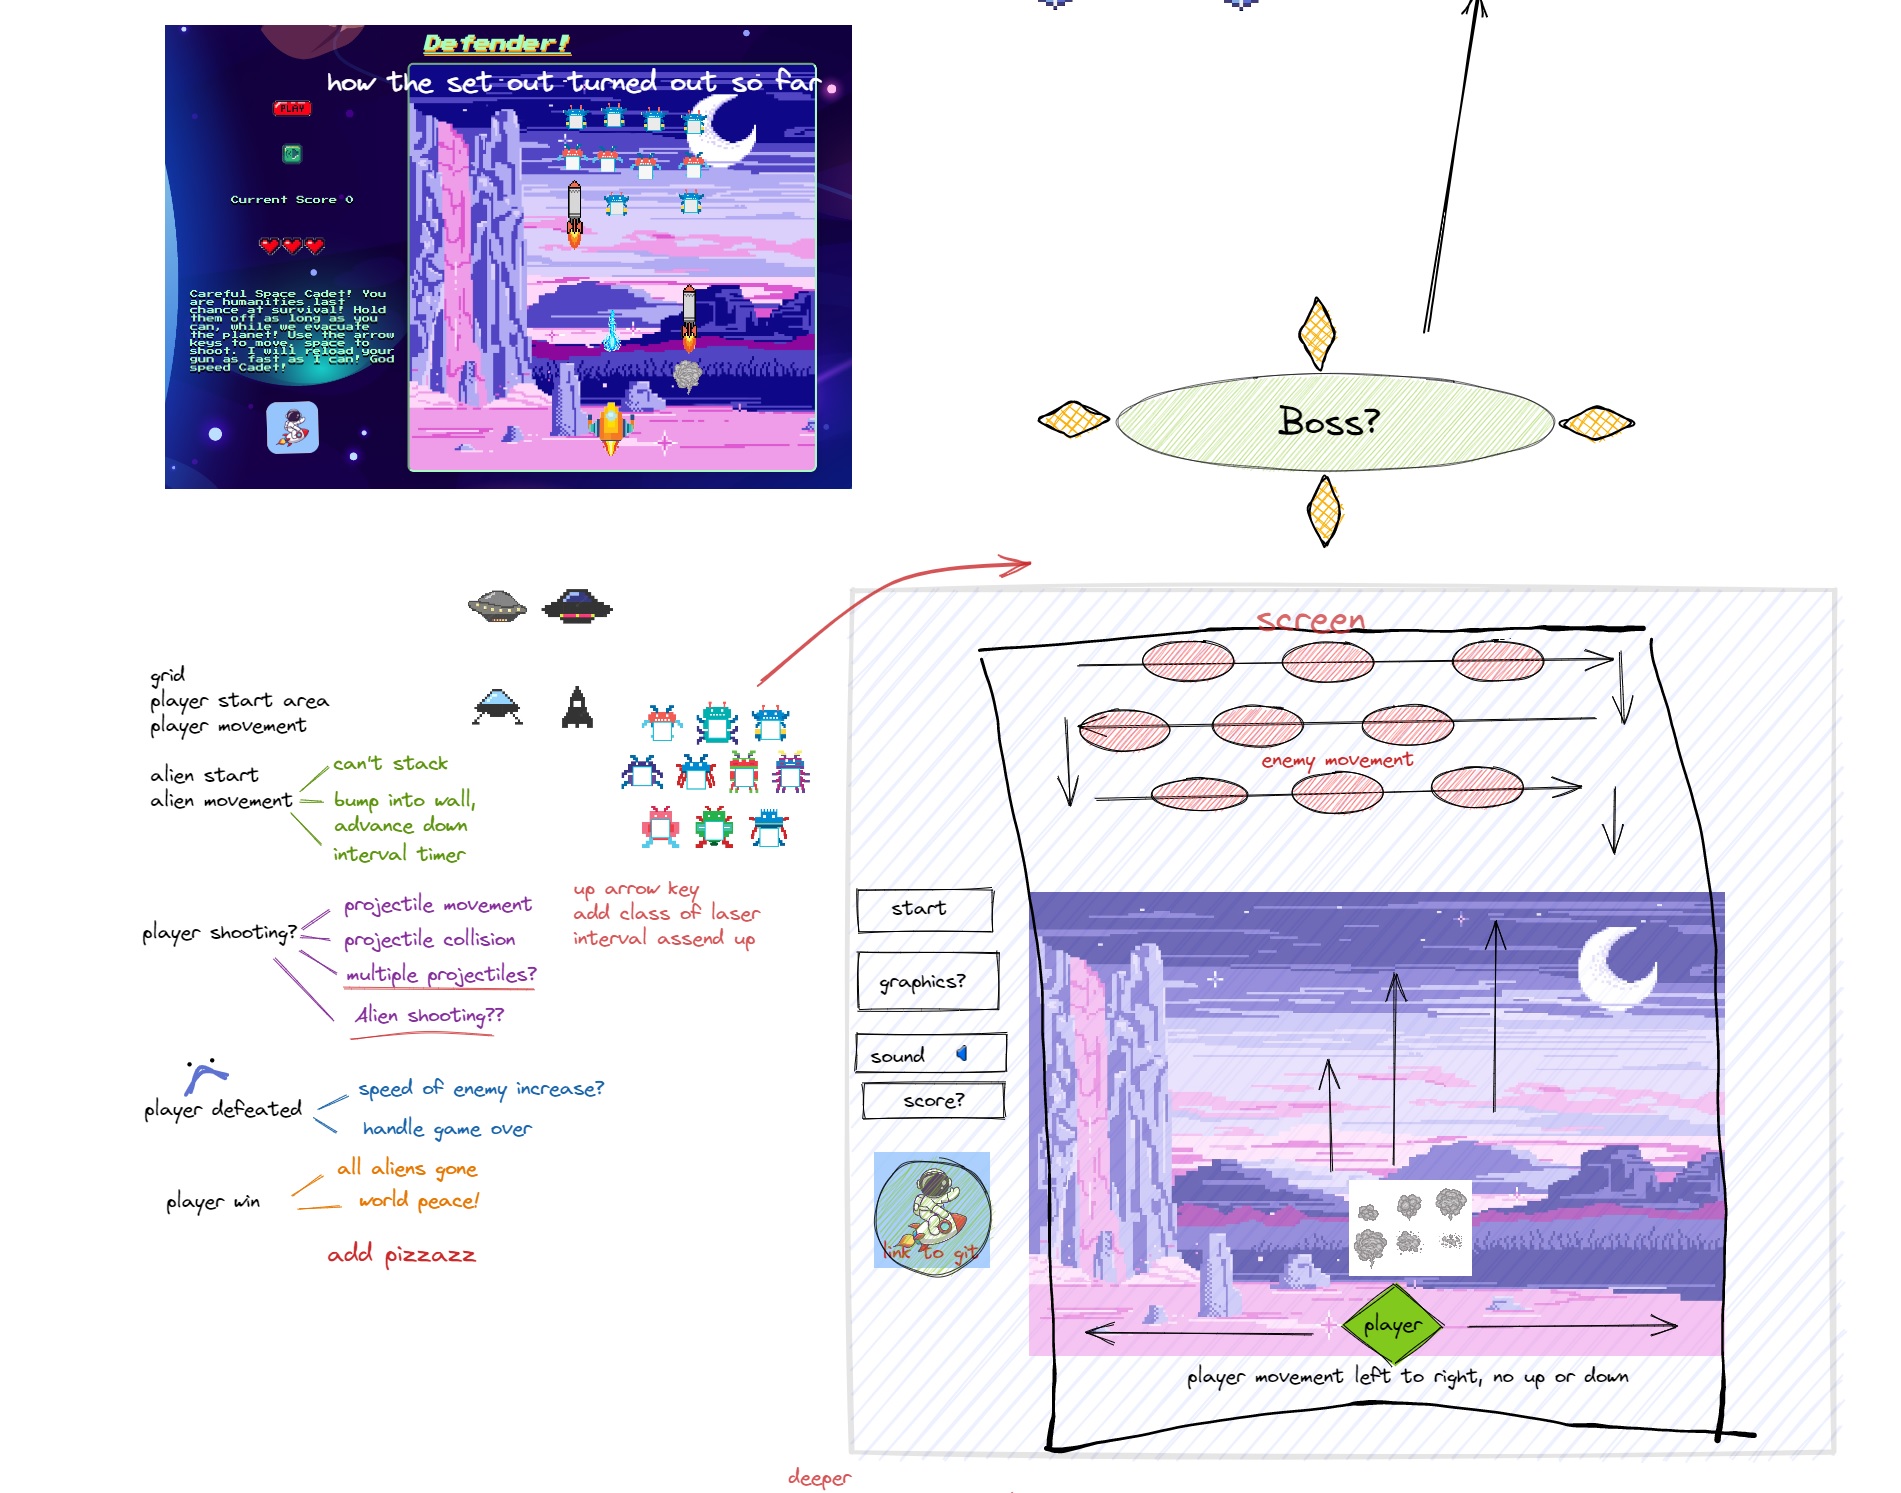 Defender!
how the set out turned out so far
PLAY
Current Score 0
Careful Space Cadet! You
are humanities last
chance at survival! Hold
them off as long as you
can, while we evacuate
the planet! Use the arrow
keys to move, space to
shoot. I will reload your
gun as fast as I can! God
speed Cadet!
Boss?
grid
player start area
player movement
alien start
alien movement
can't stack
bump into wall,
advance down
interval timer
player shooting?
projectile movement
projectile collision
multiple projectiles?
Alien shooting??
up arrow key
add class of laser
interval assend up
player defeated
speed of enemy increase?
handle game over
player win
all aliens gone
world peace!
add pizzazz
screen
enemy movement
start
graphics?
sound
score?
link to git
player
player movement left to right, no up or down
deeper